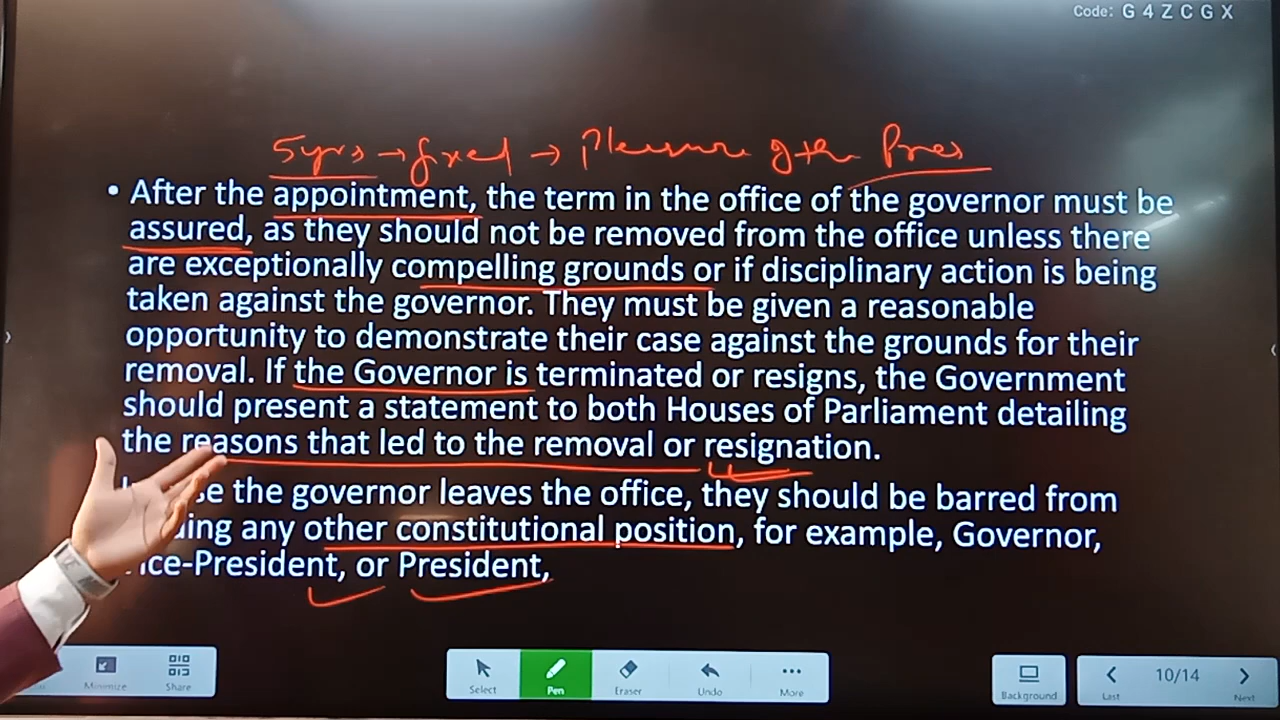 Code: G 4 Z C G X
5yrs → fixed → Pleasure of the Pres
• After the appointment, the term in the office of the governor must be
assured, as they should not be removed from the office unless there
are exceptionally compelling grounds or if disciplinary action is being
taken against the governor. They must be given a reasonable
opportunity to demonstrate their case against the grounds for their
removal. If the Governor is terminated or resigns, the Government
should present a statement to both Houses of Parliament detailing
the reasons that led to the removal or resignation.
the governor leaves the office, they should be barred from
any other constitutional position, for example, Governor,
Vice-President, or President,
Minimize Share Select Pen Eraser Undo More Background Last 10/14 Next